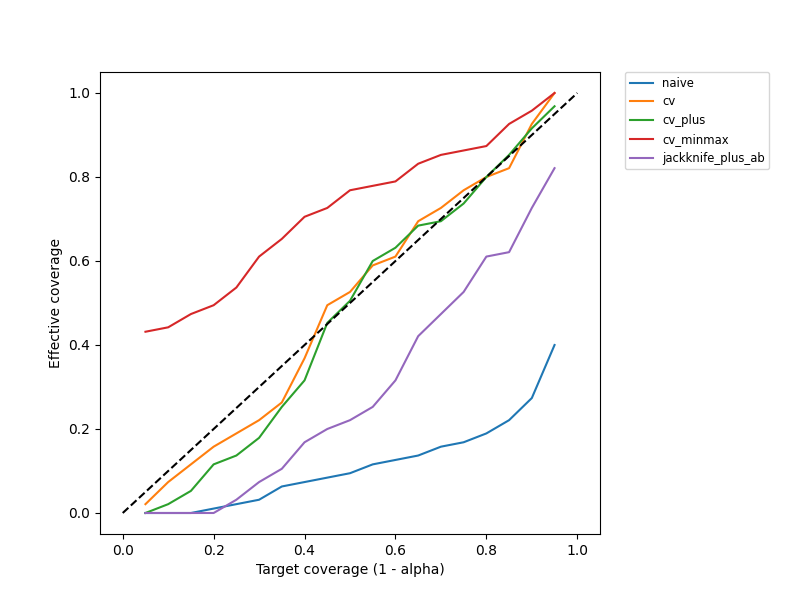 1.0
0.8
0.6
0.4
0.2
0.0
Effective coverage
0.0 0.2 0.4 0.6 0.8 1.0
Target coverage (1 - alpha)
naive
cv
cv_plus
cv_minmax
jackknife_plus_ab